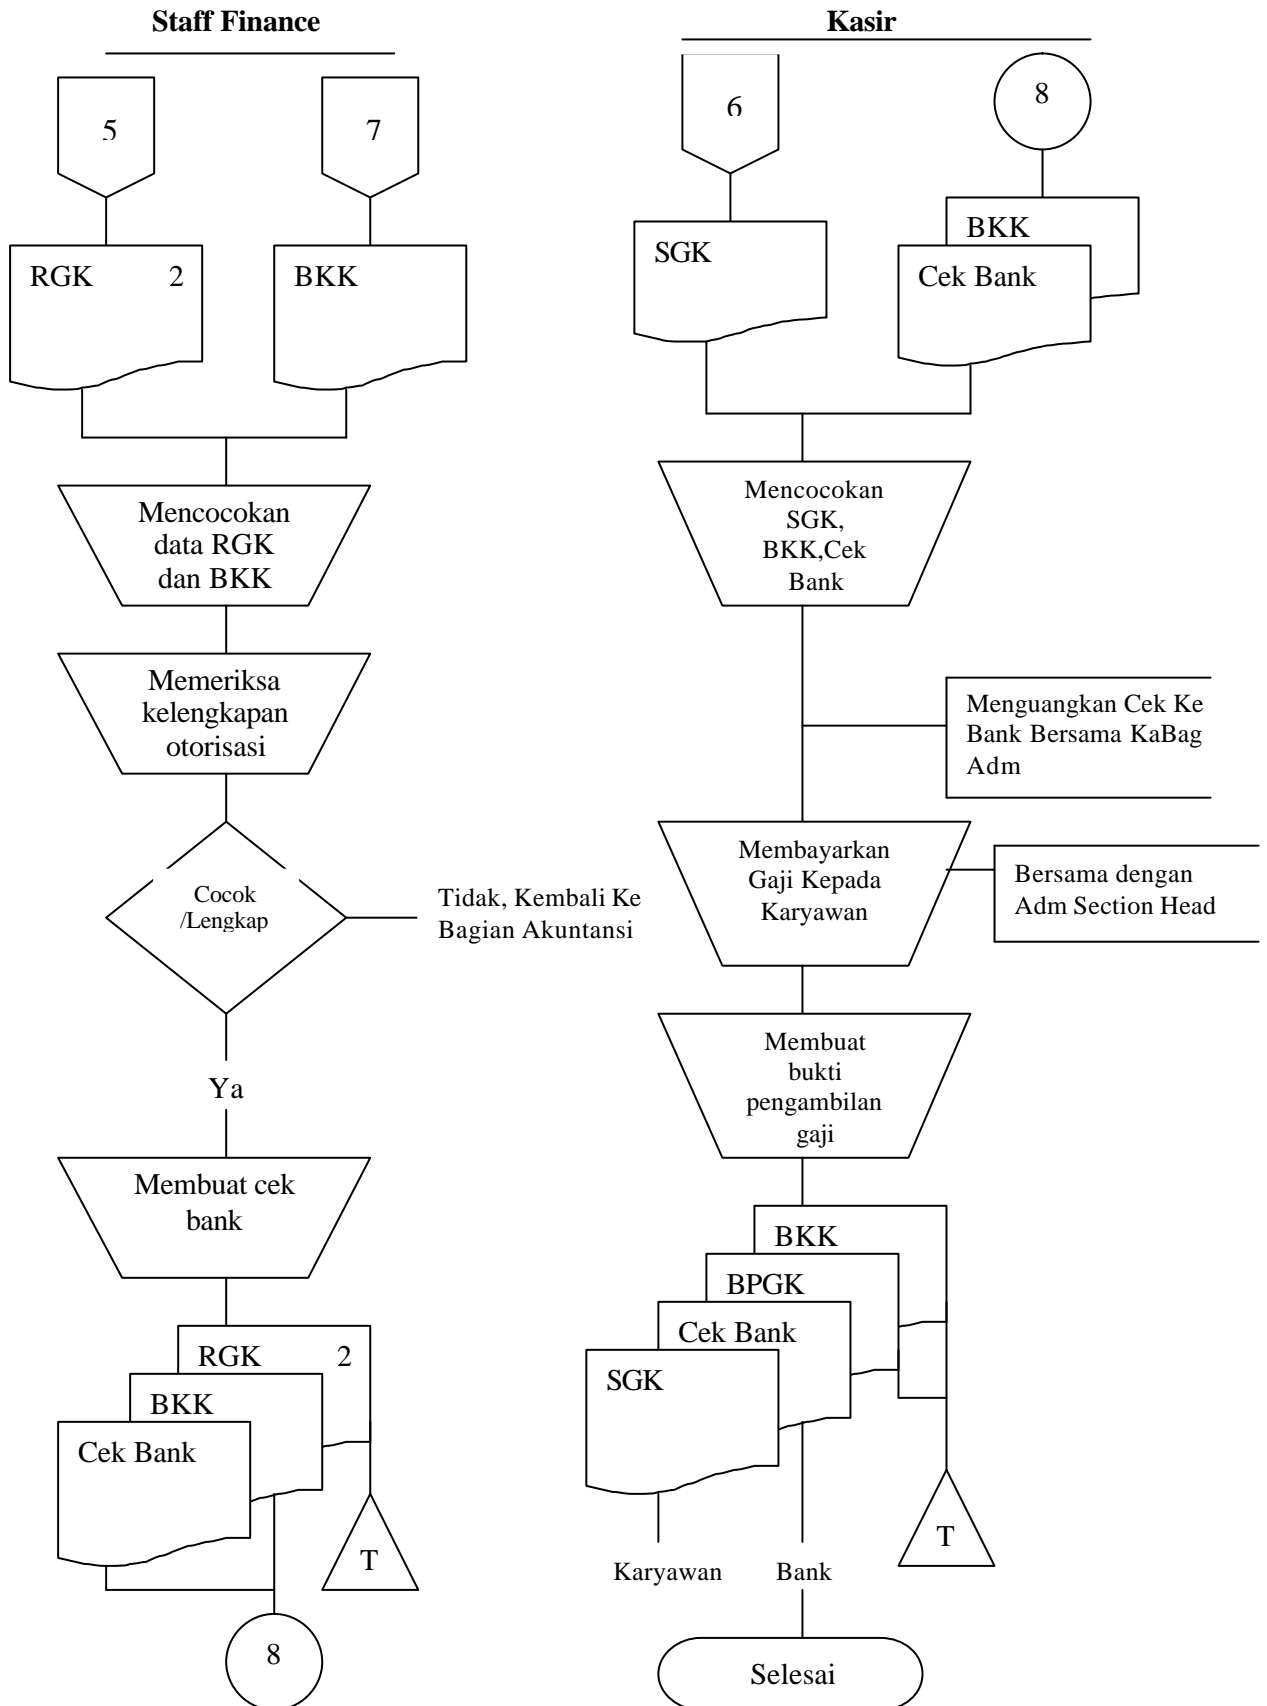 Staff Finance
5
7
RGK 2
BKK
Mencocokan
data RGK
dan BKK
Memeriksa
kelengkapan
otorisasi
Cocok
/Lengkap
Tidak, Kembali Ke
Bagian Akuntansi
Ya
Membuat cek
bank
RGK 2
BKK
Cek Bank
T
8
Kasir
6
8
SGK
BKK
Cek Bank
Mencocokan
SGK,
BKK,Cek
Bank
Menguangkan Cek Ke
Bank Bersama KaBag
Adm
Membayarkan
Gaji Kepada
Karyawan
Bersama dengan
Adm Section Head
Membuat
bukti
pengambilan
gaji
BKK
BPGK
Cek Bank
SGK
T
Karyawan
Bank
Selesai